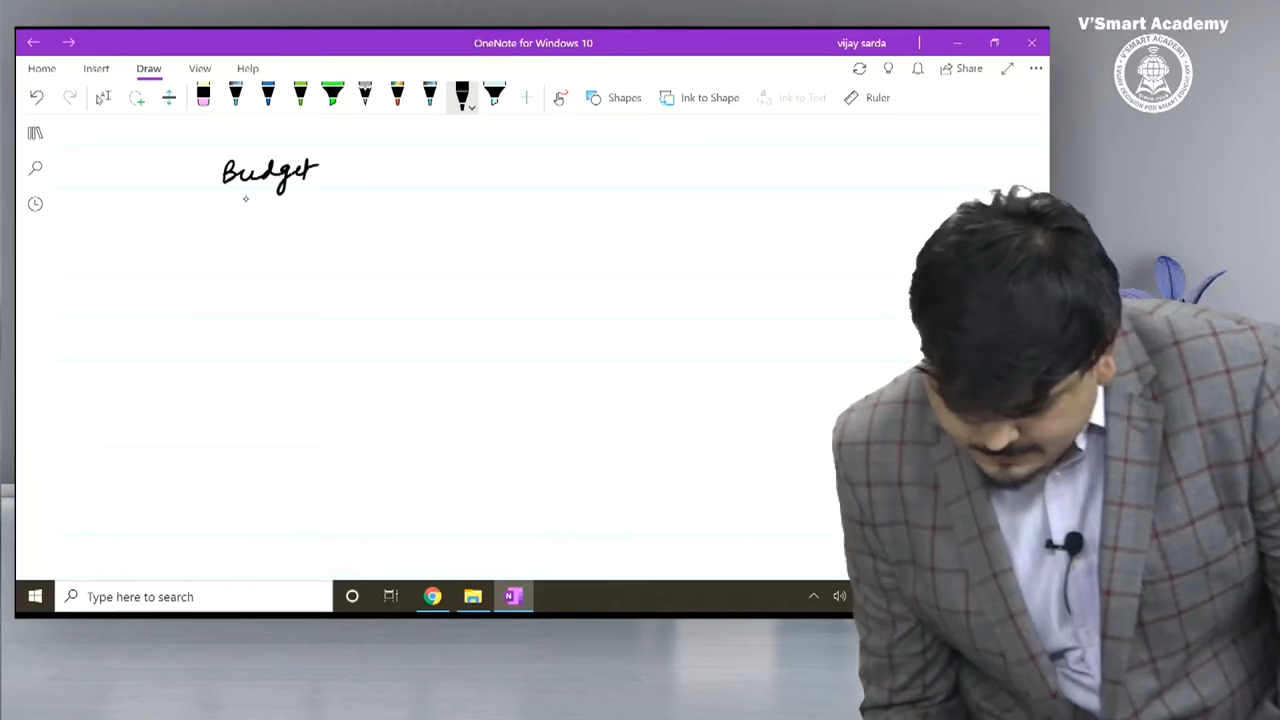 V'Smart Academy
OneNote for Windows 10
vijay sarda
Home
Insert
Draw
View
Help
Share
Shapes
Ink to Shape
Ink to Text
Ruler
Budget
Type here to search